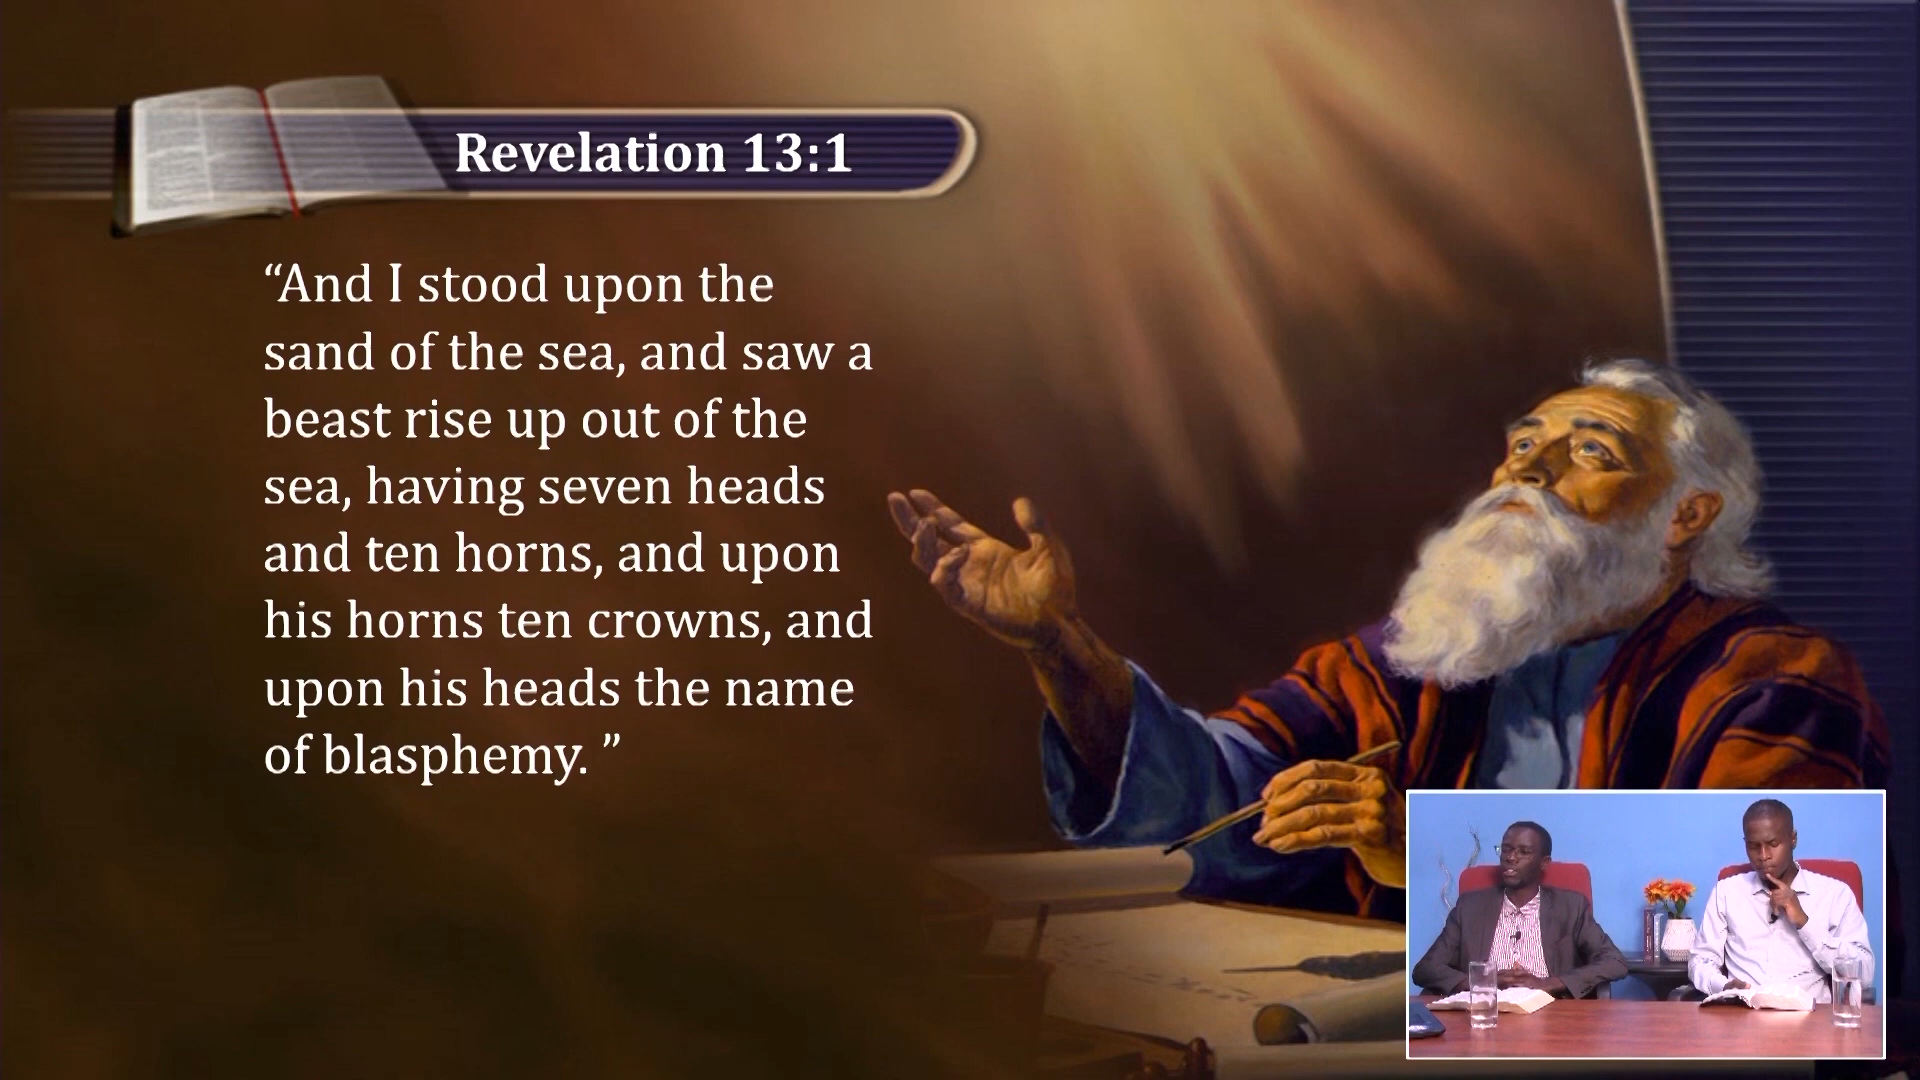 Revelation 13:1
“And I stood upon the
sand of the sea, and saw a
beast rise up out of the
sea, having seven heads
and ten horns, and upon
his horns ten crowns, and
upon his heads the name
of blasphemy. ”